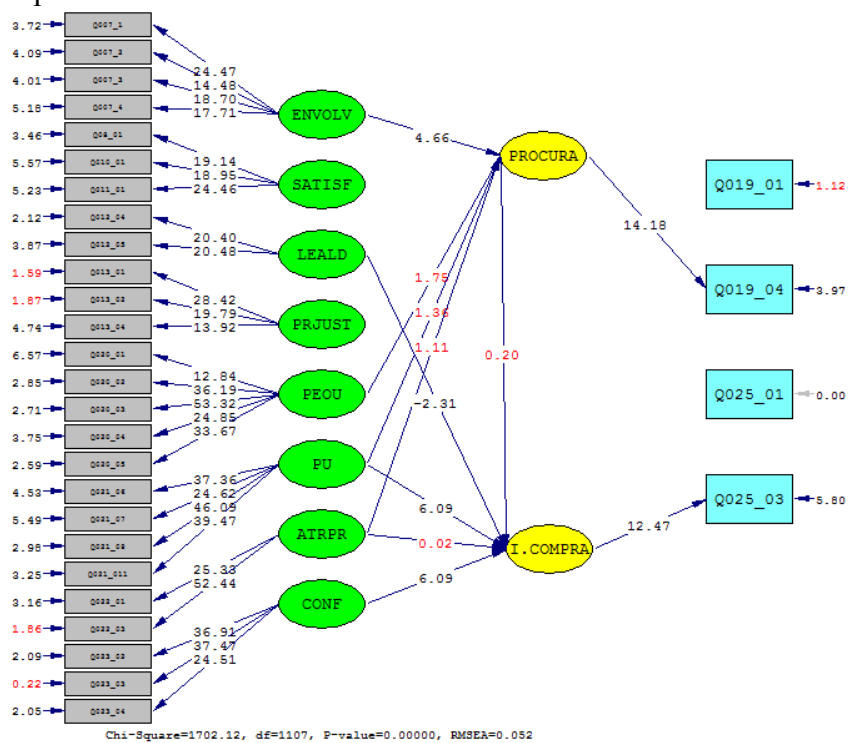 3.72 Q007_1
4.09 Q007_2
4.01 Q007_3
5.18 Q007_4
3.46
5.57 Q010_01
5.23 Q011_01
2.12
3.87
1.59 Q013_01
1.87
4.74 Q013_04
6.57
2.85
2.71
3.75
2.59
4.53
5.49
2.98
3.25
3.16
1.86
2.09
0.22
2.05
24.47
14.48
18.70
17.71
19.14
18.95
24.46
20.40
20.48
28.42
19.79
13.92
12.84
36.19
53.32
24.85
33.67
37.36
24.62
46.09
39.47
25.33
52.44
36.91
37.47
24.51
ENVOLV
SATISF
LEALD
PRJUST
PEOU
PU
ATRPR
CONF
4.66
1.75
1.36
1.11
0.20
-2.31
6.09
0.02
6.09
PROCURA
I.COMPRA
14.18
12.47
Q019_01 1.12
Q019_04 3.97
Q025_01 0.00
Q025_03 5.80
Chi-Square=1702.12, df=1107, P-value=0.00000, RMSEA=0.052